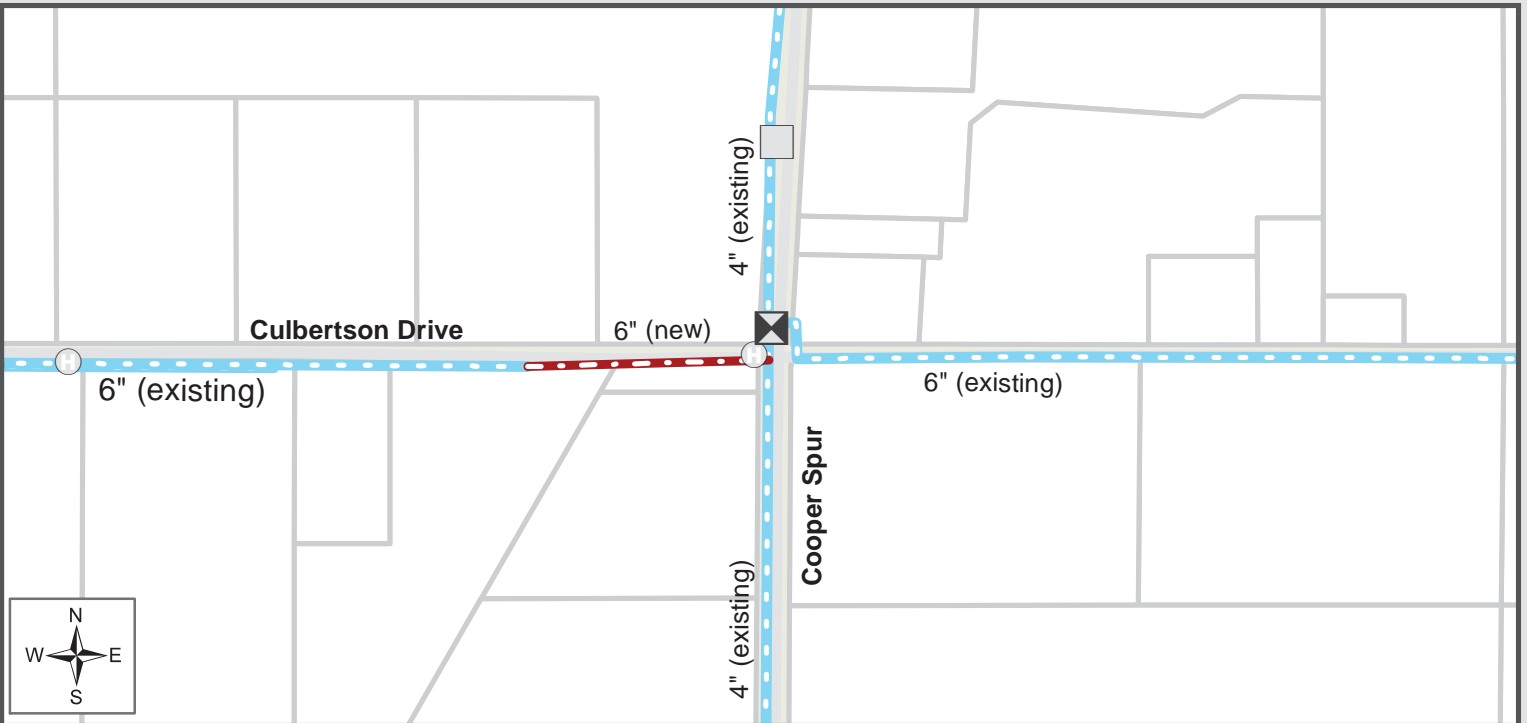 4" (existing)
Culbertson Drive
6" (new)
H
H
6" (existing)
6" (existing)
Cooper Spur
4" (existing)
N
W
E
S